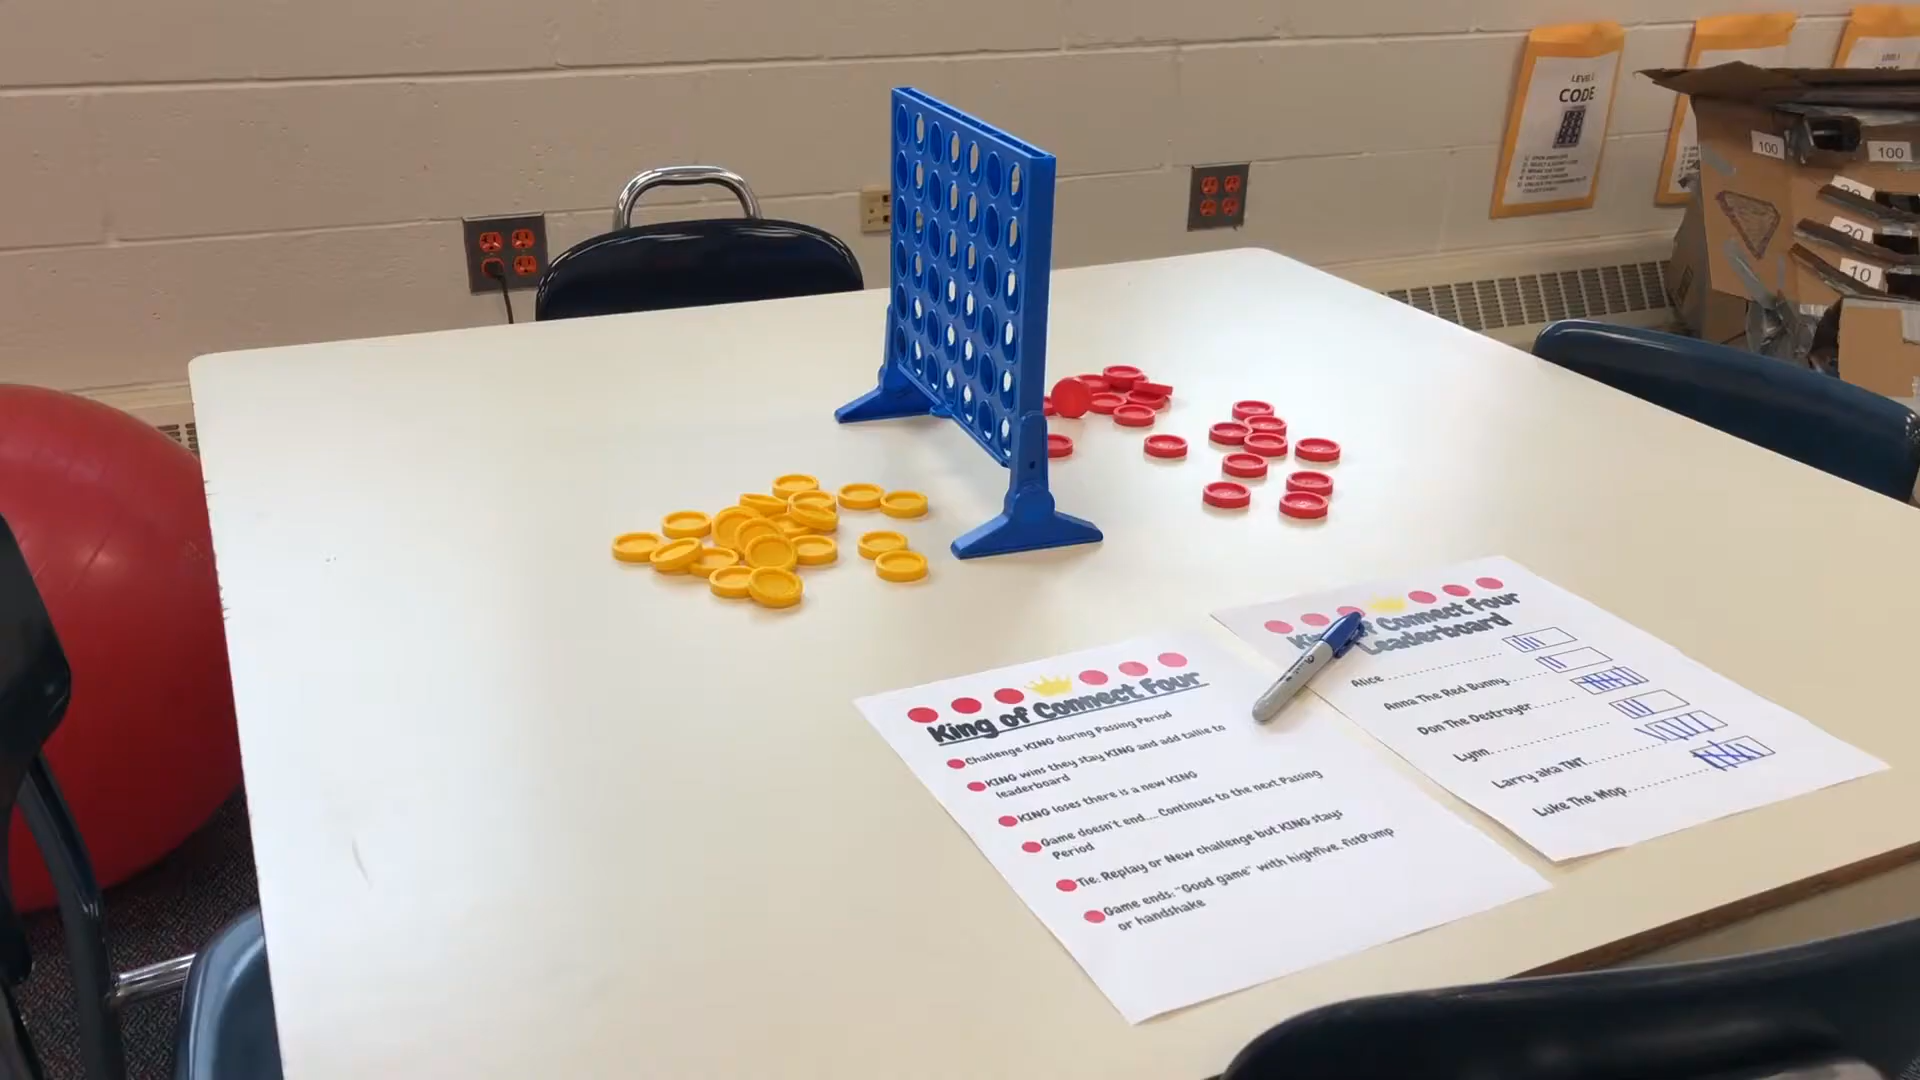 LEVEL
CODE
100
100
20
20
10
King of Connect Four
Challenge KING during Passing Period
KING wins they stay KING and add tallie to
leaderboard
KING loses there is a new KING
Game doesn't end.... Continues to the next Passing
Period
Tie: Replay or New challenge but KING stays
Game ends: "Good game" with highfive, fistPump
or handshake
King of Connect Four
Leaderboard
Alice
Anna The Red Bunny
Don The Destroyer
Lynn
Larry aka TNT
Luke The Mop